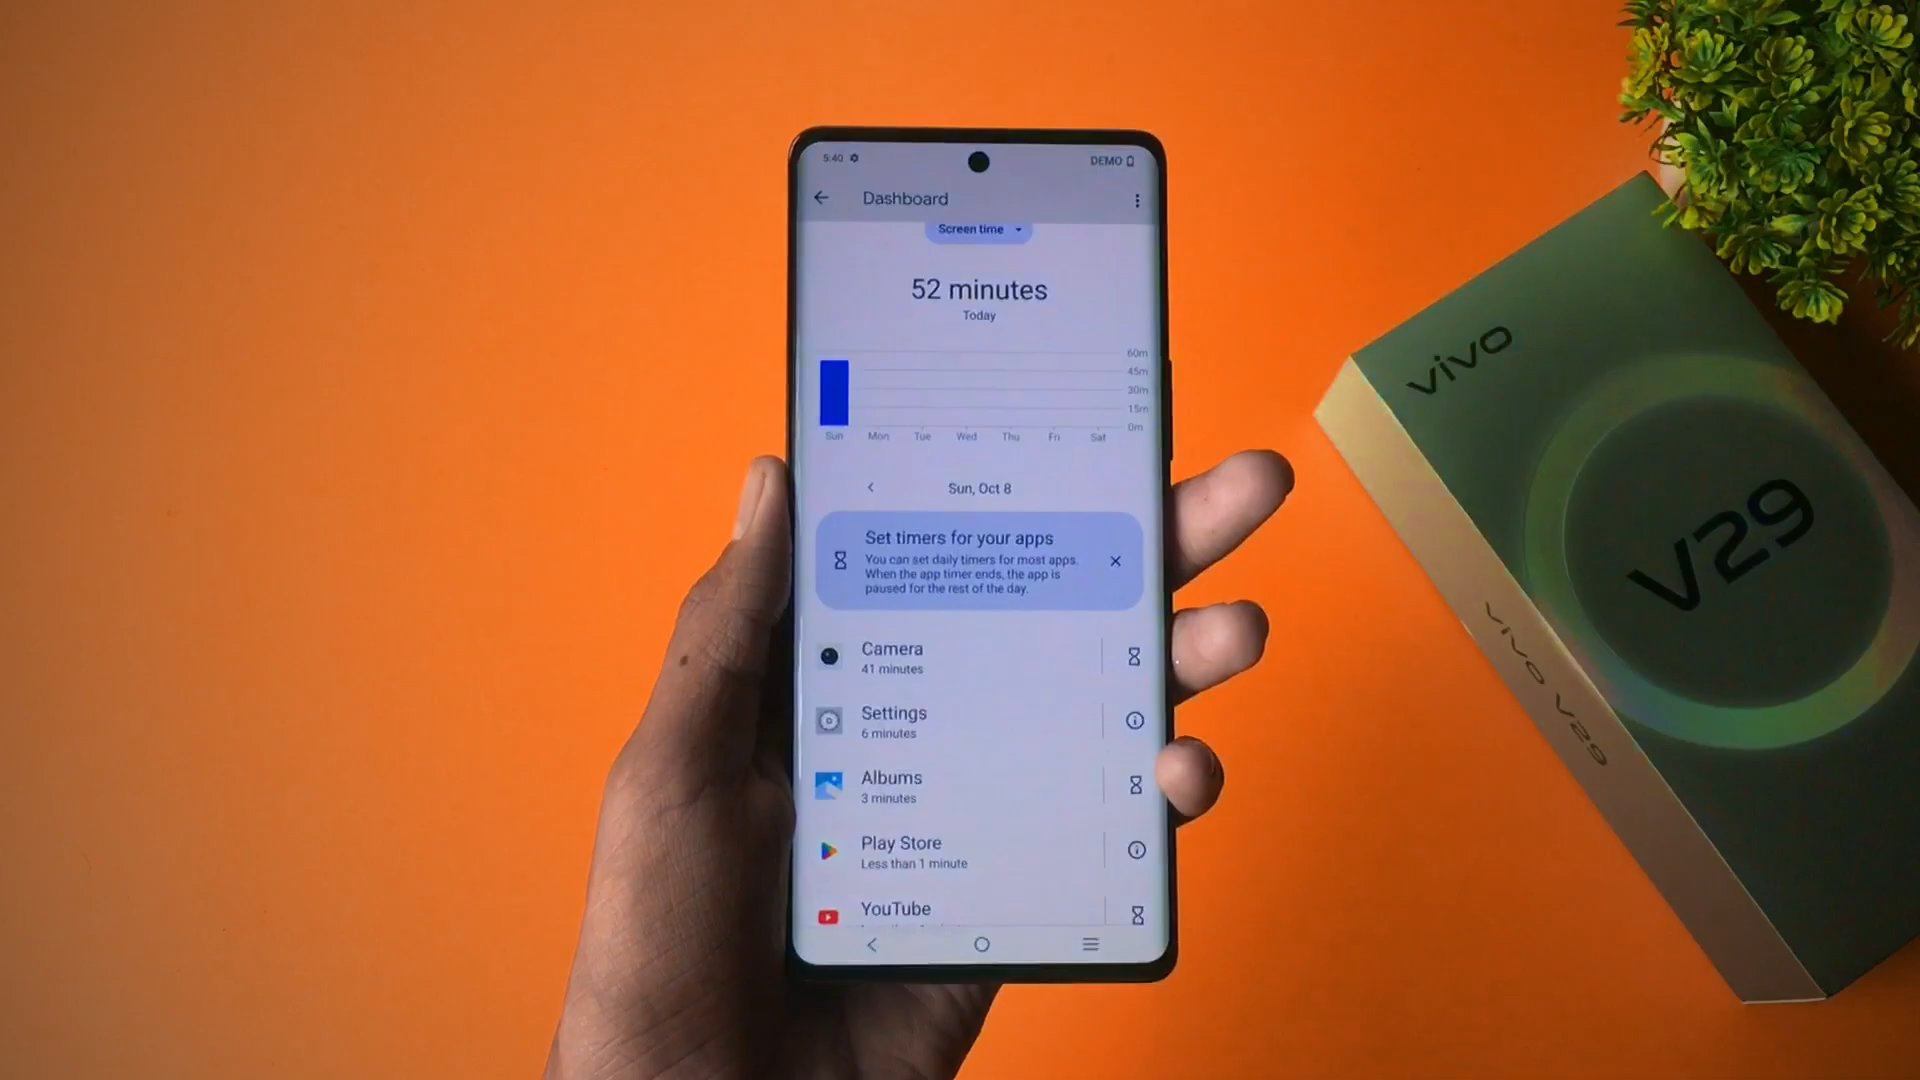 5:40
DEMO
Dashboard
Screen time
52 minutes
Today
60m
45m
30m
15m
0m
Sun Mon Tue Wed Thu Fri Sat
Sun, Oct 8
Set timers for your apps
You can set daily timers for most apps.
When the app timer ends, the app is
paused for the rest of the day.
Camera
41 minutes
Settings
6 minutes
Albums
3 minutes
Play Store
Less than 1 minute
YouTube
vivo
V29
vivo V29